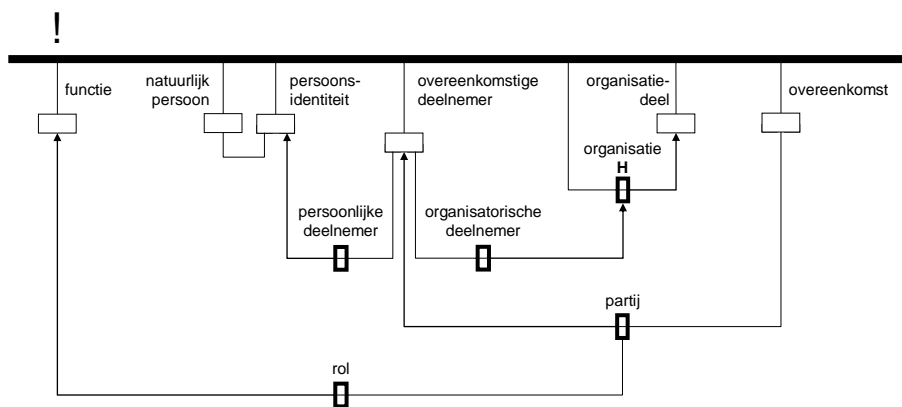 !
functie
natuurlijk
persoon
persoons-
identiteit
overeenkomstige
deelnemer
organisatie-
deel
overeenkomst
organisatie
H
persoonlijke
deelnemer
organisatorische
deelnemer
partij
rol